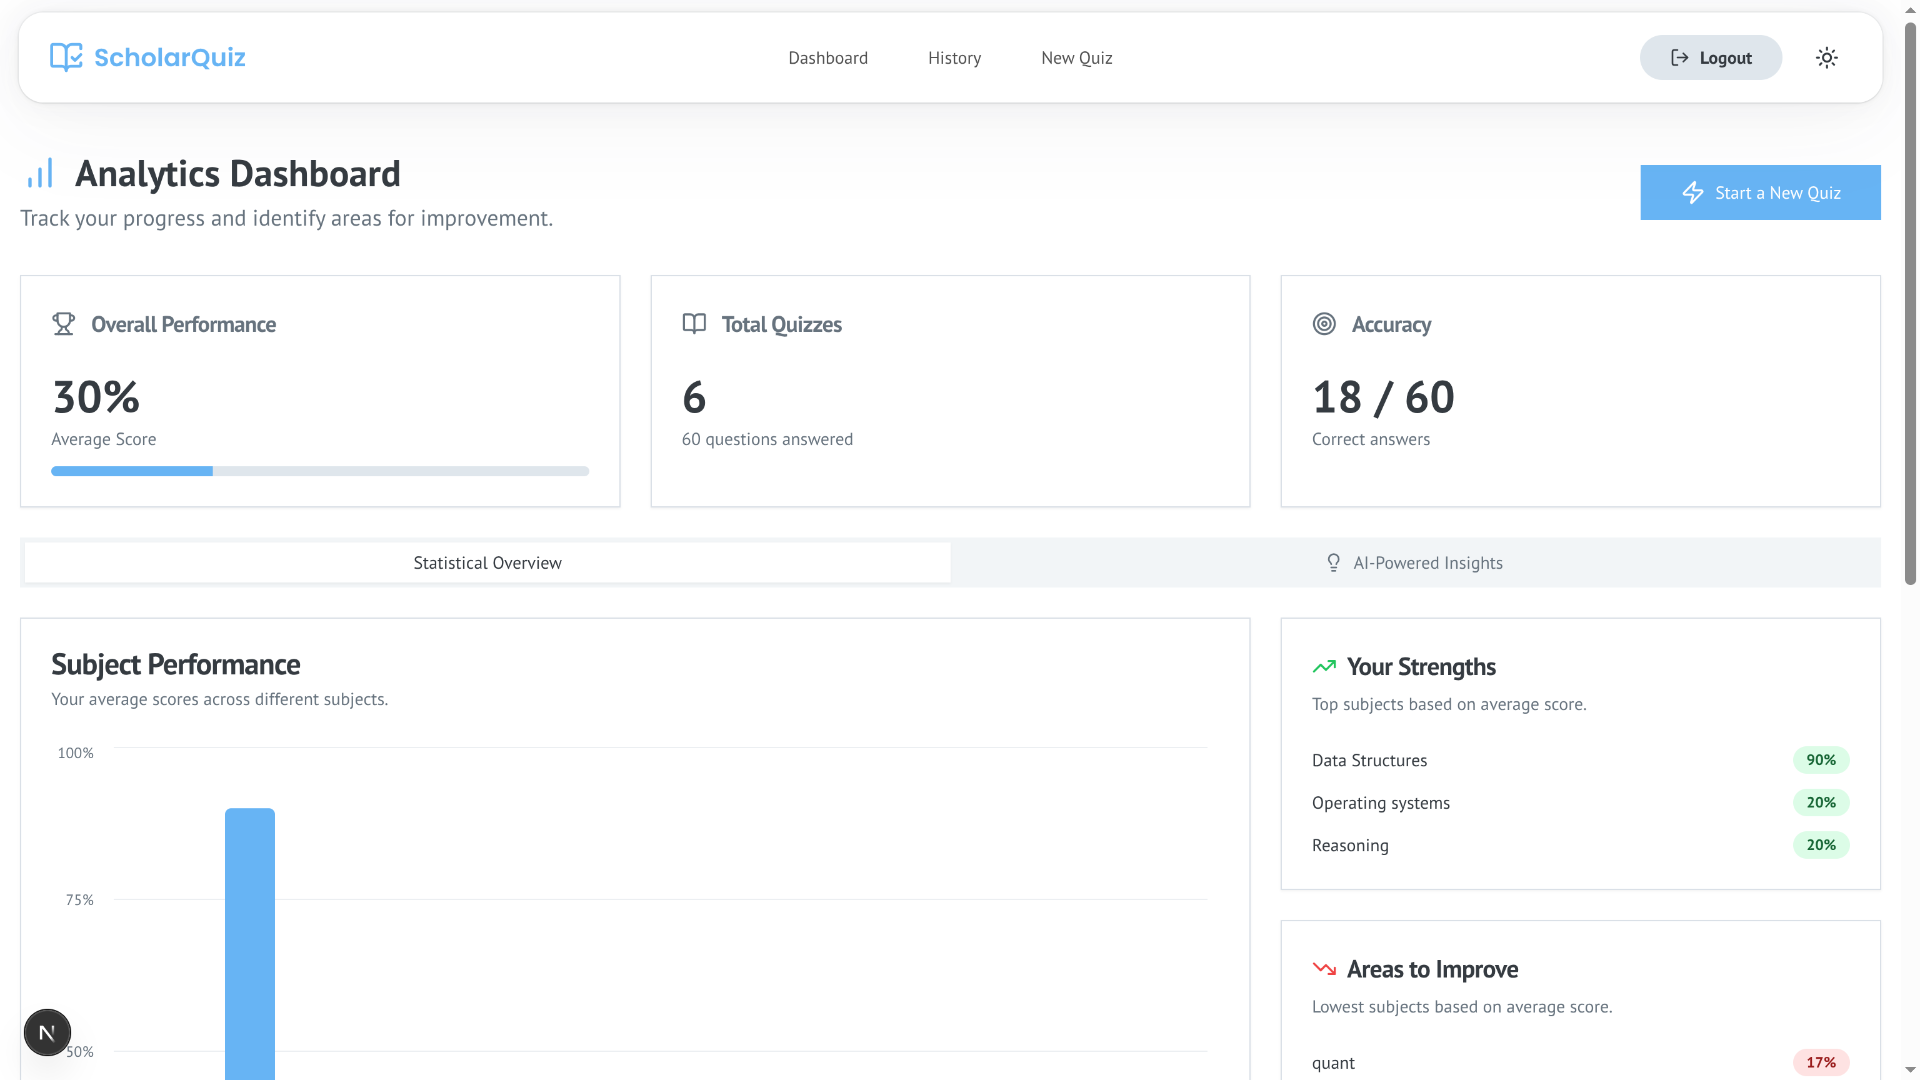 ScholarQuiz
Dashboard
History
New Quiz
Logout
Analytics Dashboard
Track your progress and identify areas for improvement.
Start a New Quiz
Overall Performance
30%
Average Score
Total Quizzes
6
60 questions answered
Accuracy
18 / 60
Correct answers
Statistical Overview
AI-Powered Insights
Subject Performance
Your average scores across different subjects.
100%
75%
50%
N
Your Strengths
Top subjects based on average score.
Data Structures 90%
Operating systems 20%
Reasoning 20%
Areas to Improve
Lowest subjects based on average score.
quant 17%